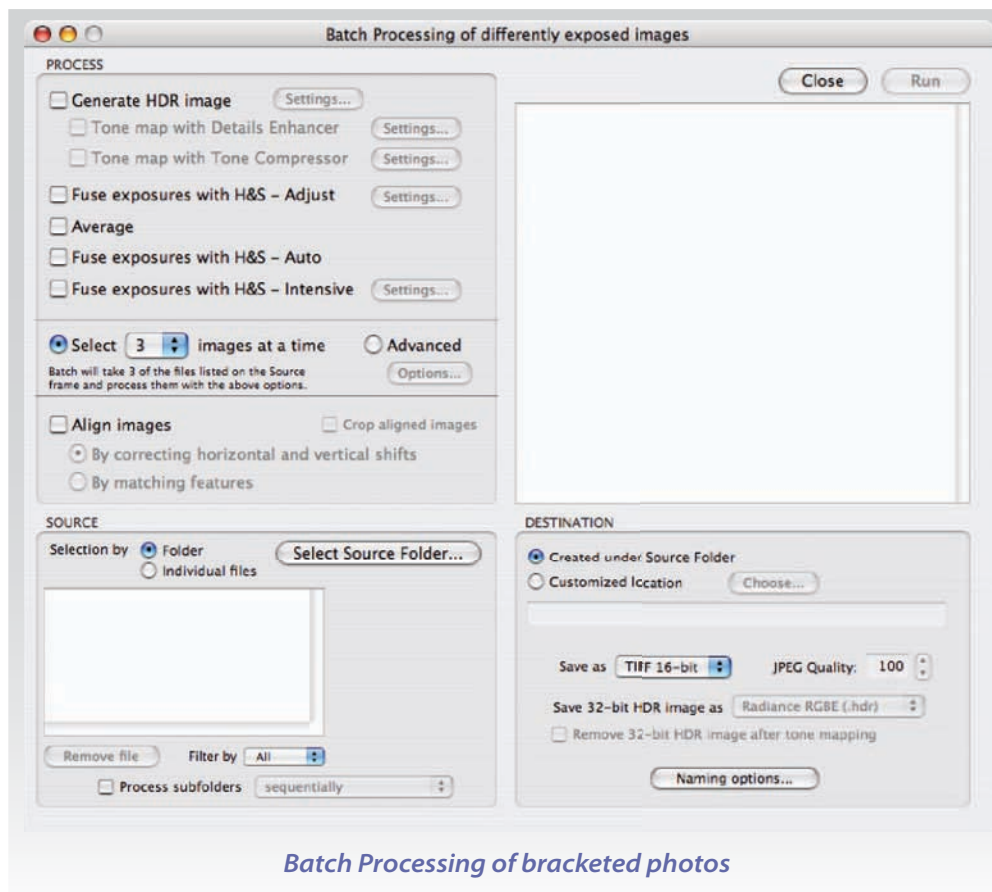 Batch Processing of differently exposed images
PROCESS
Close
Run
Generate HDR image
Settings...
Tone map with Details Enhancer
Settings...
Tone map with Tone Compressor
Settings...
Fuse exposures with H&S – Adjust
Settings...
Average
Fuse exposures with H&S – Auto
Fuse exposures with H&S – Intensive
Settings...
Select 3 images at a time
Advanced
Batch will take 3 of the files listed on the Source
frame and process them with the above options.
Options...
Align images
Crop aligned images
By correcting horizontal and vertical shifts
By matching features
SOURCE
Selection by
Folder
Individual files
Select Source Folder...
Remove file
Filter by All
Process subfolders
sequentially
DESTINATION
Created under Source Folder
Customized location
Choose...
Save as TIFF 16-bit
JPEG Quality: 100
Save 32-bit HDR image as Radiance RGBE (.hdr)
Remove 32-bit HDR image after tone mapping
Naming options...
Batch Processing of bracketed photos